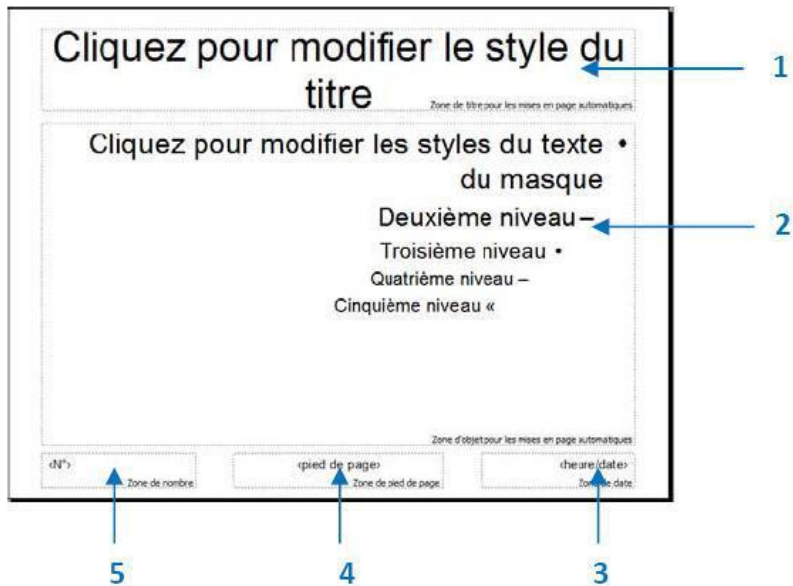 Cliquez pour modifier le style du
titre
Zone de titre pour les mises en page automatiques
1
Cliquez pour modifier les styles du texte •
du masque
Deuxième niveau –
2
Troisième niveau •
Quatrième niveau –
Cinquième niveau «
Zone d'objet pour les mises en page automatiques
‹N°›
Zone de nombre
‹pied de page›
Zone de pied de page
‹heure/date›
Zone de date
5
4
3